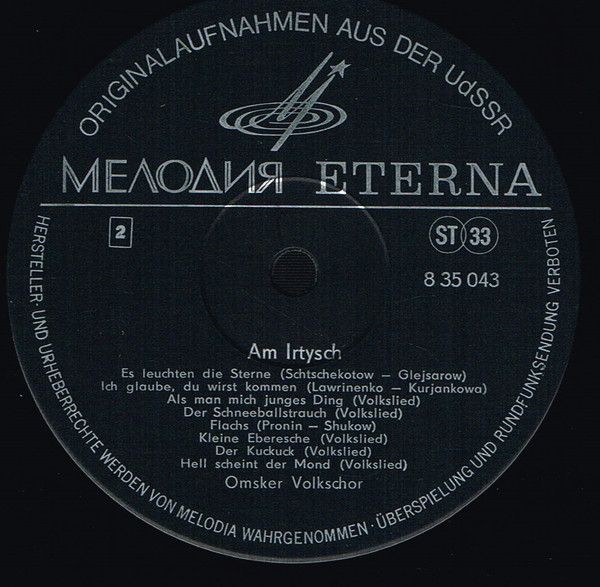 ORIGINALAUFNAHMEN AUS DER UdSSR
МЕЛОДИЯ ETERNA
2
ST 33
8 35 043
Am Irtysch
Es leuchten die Sterne (Schtschekotow – Glejsarow)
Ich glaube, du wirst kommen (Lawrinenko – Kurjankowa)
Als man mich junges Ding (Volkslied)
Der Schneeballstrauch (Volkslied)
Flachs (Pronin – Shukow)
Kleine Eberesche (Volkslied)
Der Kuckuck (Volkslied)
Hell scheint der Mond (Volkslied)
Omsker Volkschor
HERSTELLER- UND URHEBERRECHTE WERDEN VON MELODIA WAHRGENOMMEN · ÜBERSPIELUNG UND RUNDFUNKSENDUNG VERBOTEN